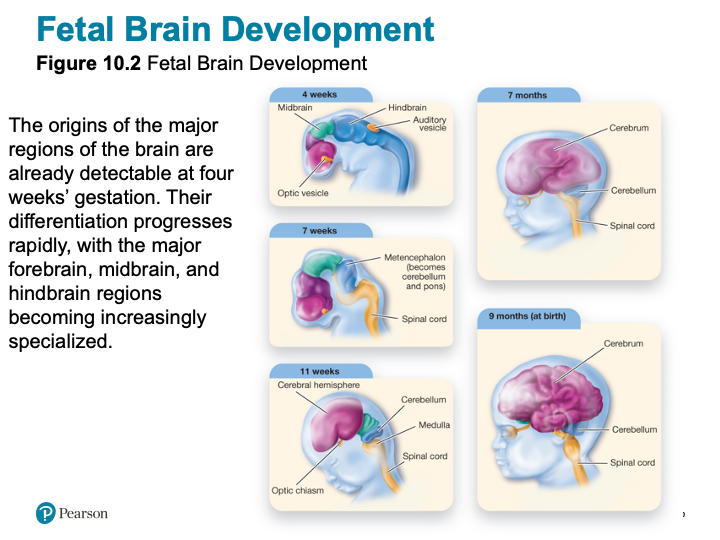 Fetal Brain Development
Figure 10.2 Fetal Brain Development
The origins of the major
regions of the brain are
already detectable at four
weeks’ gestation. Their
differentiation progresses
rapidly, with the major
forebrain, midbrain, and
hindbrain regions
becoming increasingly
specialized.
4 weeks
Midbrain
Hindbrain
Auditory
vesicle
Optic vesicle
7 weeks
Metencephalon
(becomes
cerebellum
and pons)
Spinal cord
11 weeks
Cerebral hemisphere
Cerebellum
Medulla
Spinal cord
Optic chiasm
7 months
Cerebrum
Cerebellum
Spinal cord
9 months (at birth)
Cerebrum
Cerebellum
Spinal cord
P Pearson